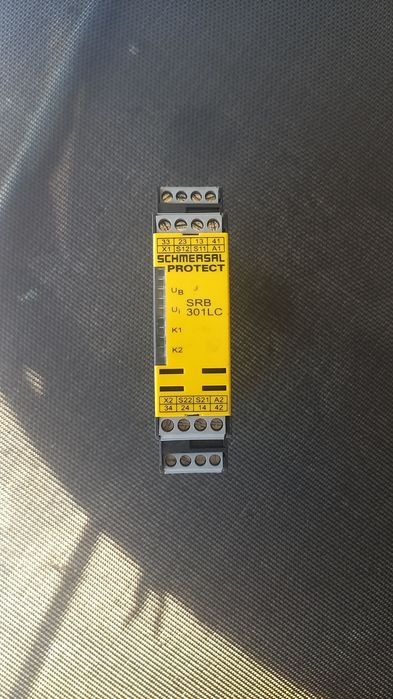 33 23 13 41
X1 S12 S11 A1
SCHMERSAL
PROTECT
UB
Ui
SRB
301LC
K1
K2
X2 S22 S21 A2
34 24 14 42